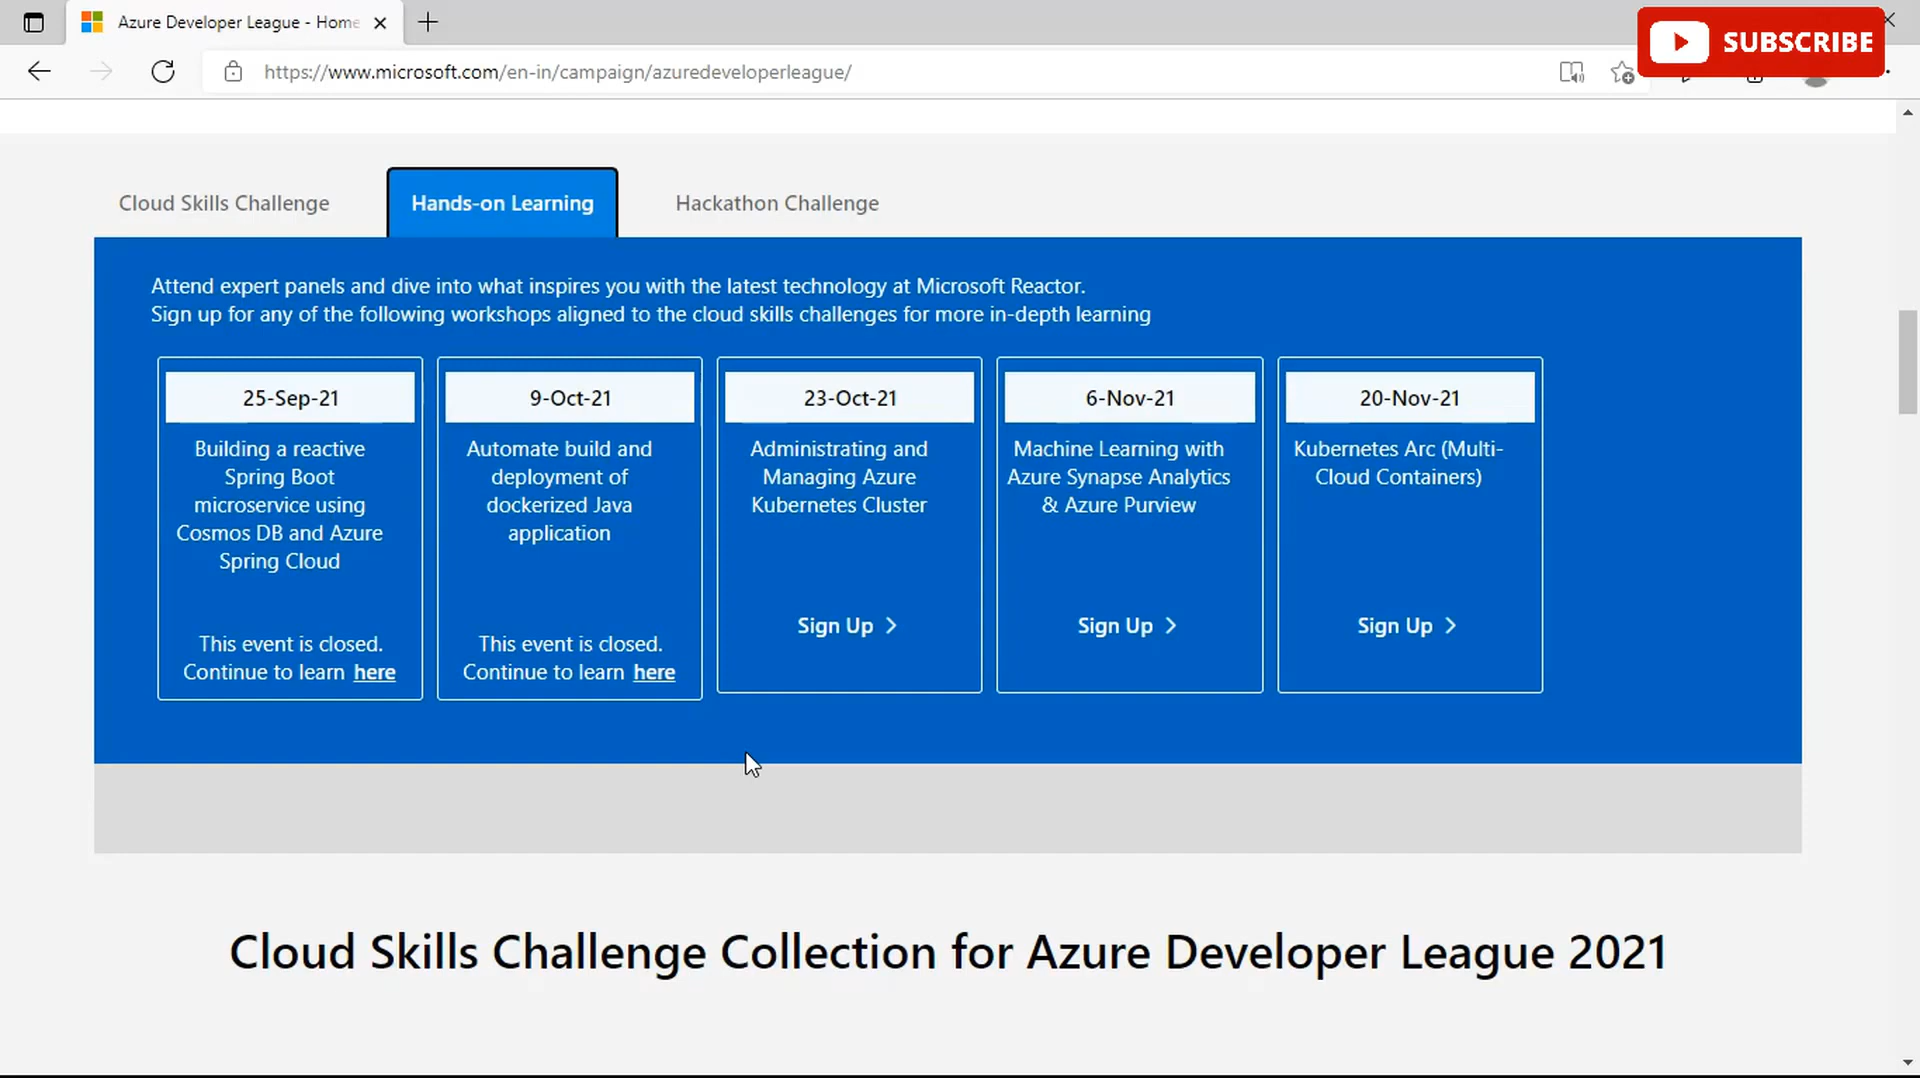 Azure Developer League - Home
SUBSCRIBE
https://www.microsoft.com/en-in/campaign/azuredeveloperleague/
Cloud Skills Challenge
Hands-on Learning
Hackathon Challenge
Attend expert panels and dive into what inspires you with the latest technology at Microsoft Reactor.
Sign up for any of the following workshops aligned to the cloud skills challenges for more in-depth learning
25-Sep-21
Building a reactive
Spring Boot
microservice using
Cosmos DB and Azure
Spring Cloud
This event is closed.
Continue to learn here
9-Oct-21
Automate build and
deployment of
dockerized Java
application
This event is closed.
Continue to learn here
23-Oct-21
Administrating and
Managing Azure
Kubernetes Cluster
Sign Up
6-Nov-21
Machine Learning with
Azure Synapse Analytics
& Azure Purview
Sign Up
20-Nov-21
Kubernetes Arc (Multi-
Cloud Containers)
Sign Up
Cloud Skills Challenge Collection for Azure Developer League 2021